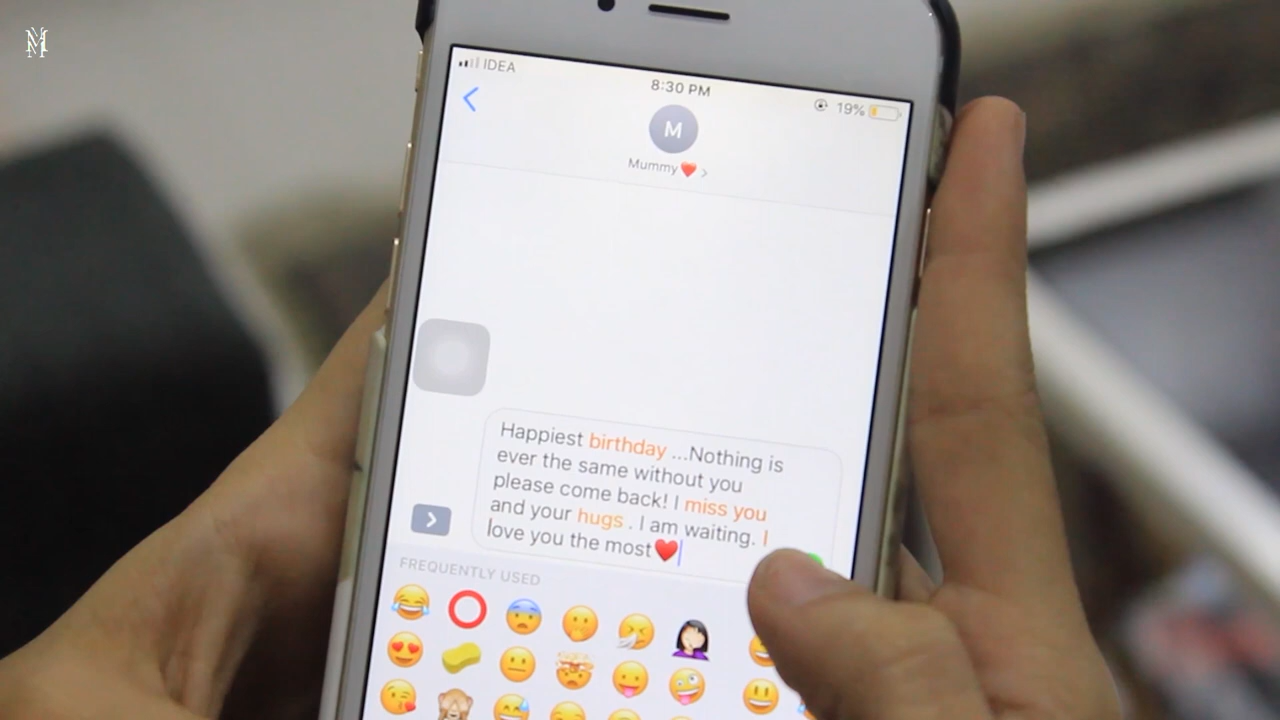 M
IDEA
8:30 PM
19%
M
Mummy❤️ >
Happiest birthday ...Nothing is
ever the same without you
please come back! I miss you
and your hugs . I am waiting. I
love you the most❤️
FREQUENTLY USED